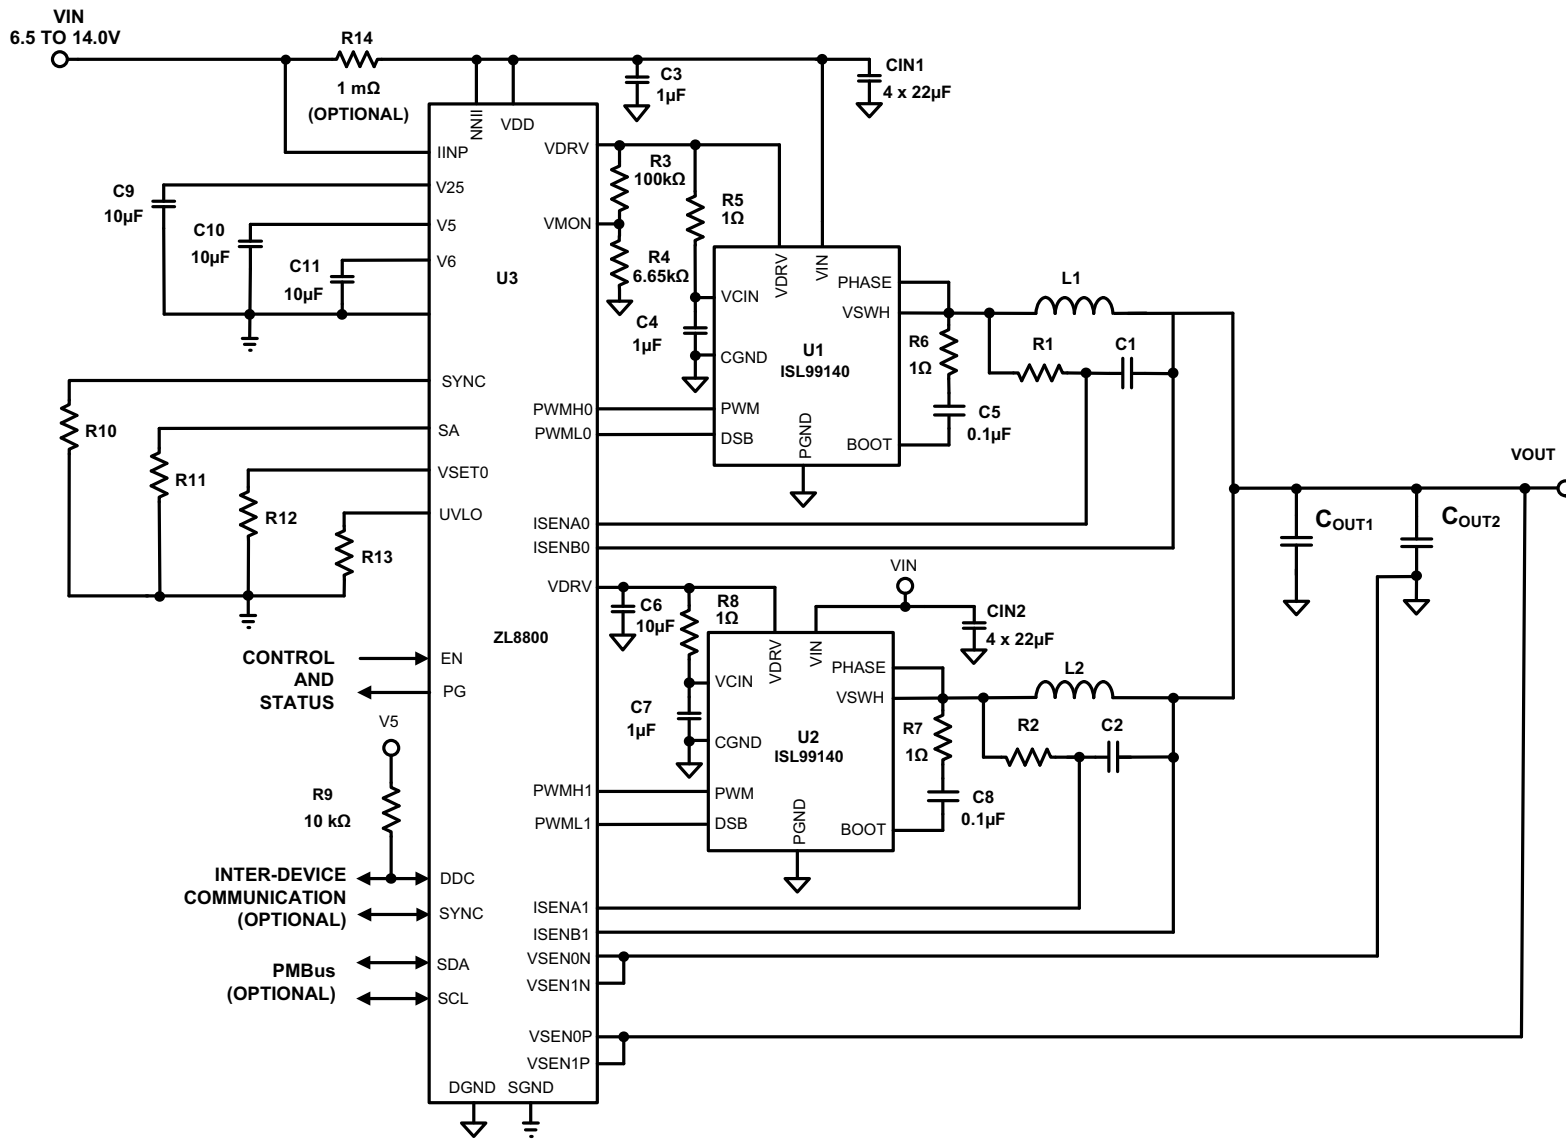 VIN
6.5 TO 14.0V
R14
1 mΩ
(OPTIONAL)
C3
1µF
CIN1
4 x 22µF
IINN
VDD
IINP
VDRV
V25
V5
VMON
V6
U3
C9
10µF
C10
10µF
C11
10µF
R3
100kΩ
R5
1Ω
R4
6.65kΩ
C4
1µF
VDRV
VIN
VCIN
CGND
PHASE
VSWH
U1
ISL99140
PWM
DSB
PGND
BOOT
R6
1Ω
C5
0.1µF
L1
R1
C1
SYNC
SA
VSET0
UVLO
R10
R11
R12
R13
PWMH0
PWML0
ISENA0
ISENB0
VDRV
VOUT
COUT1
COUT2
ZL8800
C6
10µF
R8
1Ω
VIN
CIN2
4 x 22µF
C7
1µF
VDRV
VIN
VCIN
CGND
PHASE
VSWH
U2
ISL99140
PWM
DSB
PGND
BOOT
R7
1Ω
C8
0.1µF
L2
R2
C2
CONTROL
AND
STATUS
EN
PG
V5
R9
10 kΩ
PWMH1
PWML1
INTER-DEVICE
COMMUNICATION
(OPTIONAL)
DDC
SYNC
PMBus
(OPTIONAL)
SDA
SCL
ISENA1
ISENB1
VSEN0N
VSEN1N
VSEN0P
VSEN1P
DGND
SGND